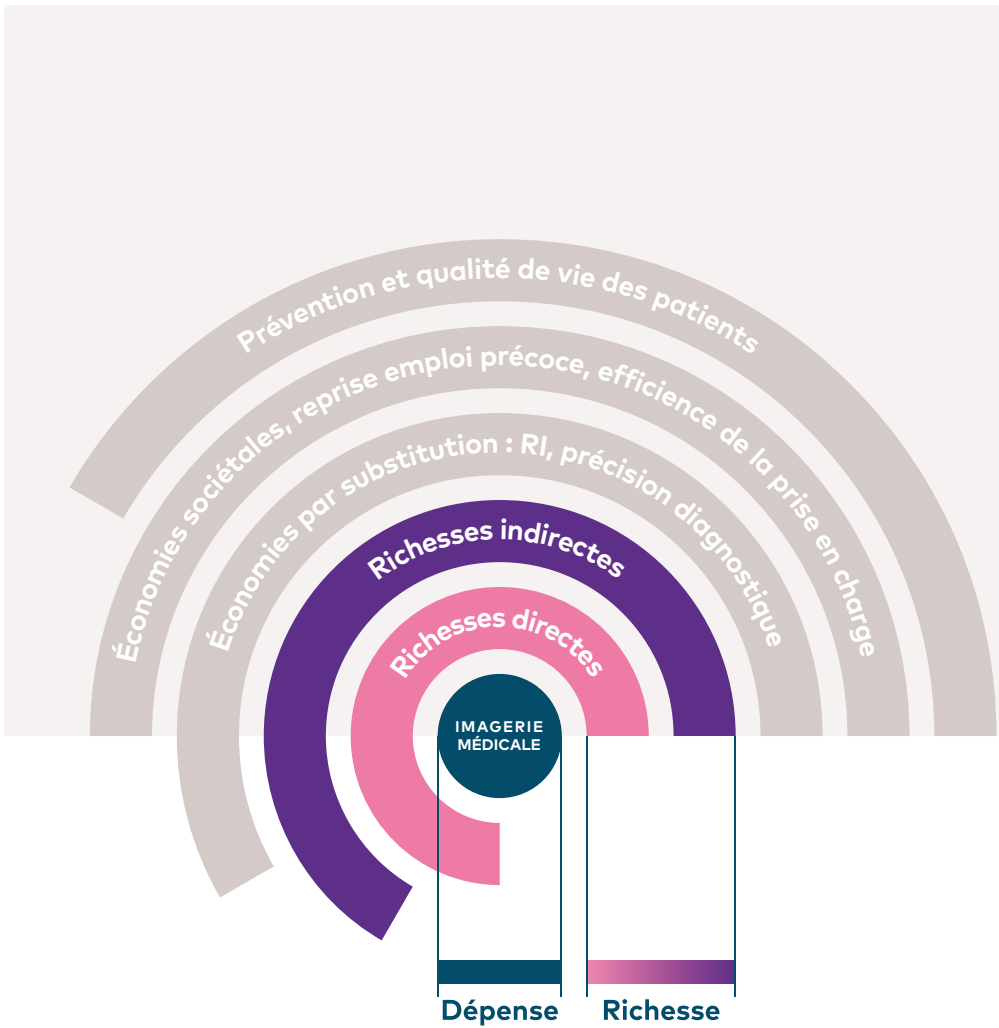 Prévention et qualité de vie des patients
Économies sociétales, reprise emploi précoce, efficience de la prise en charge
Économies par substitution : RI, précision diagnostique
Richesses indirectes
Richesses directes
IMAGERIE
MÉDICALE
Dépense
Richesse